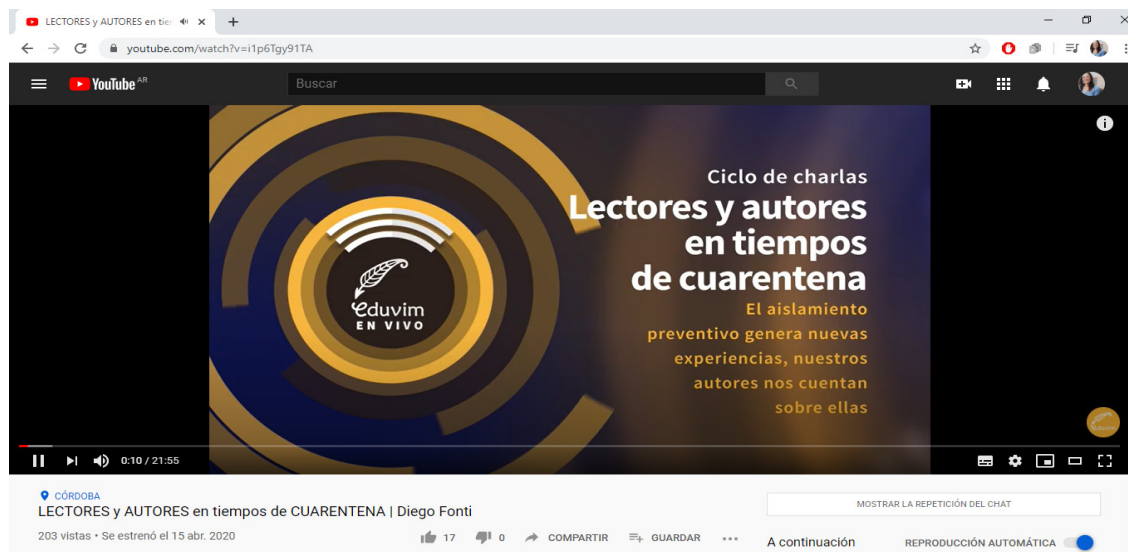 LECTORES y AUTORES en tie
youtube.com/watch?v=i1p6Tgy91TA
YouTube AR
Buscar
Ciclo de charlas
Lectores y autores
en tiempos
de cuarentena
El aislamiento
preventivo genera nuevas
experiencias, nuestros
autores nos cuentan
sobre ellas
eduvim
EN VIVO
0:10 / 21:55
CÓRDOBA
LECTORES y AUTORES en tiempos de CUARENTENA | Diego Fonti
203 vistas • Se estrenó el 15 abr. 2020
17
0
COMPARTIR
GUARDAR
MOSTRAR LA REPETICIÓN DEL CHAT
A continuación
REPRODUCCIÓN AUTOMÁTICA